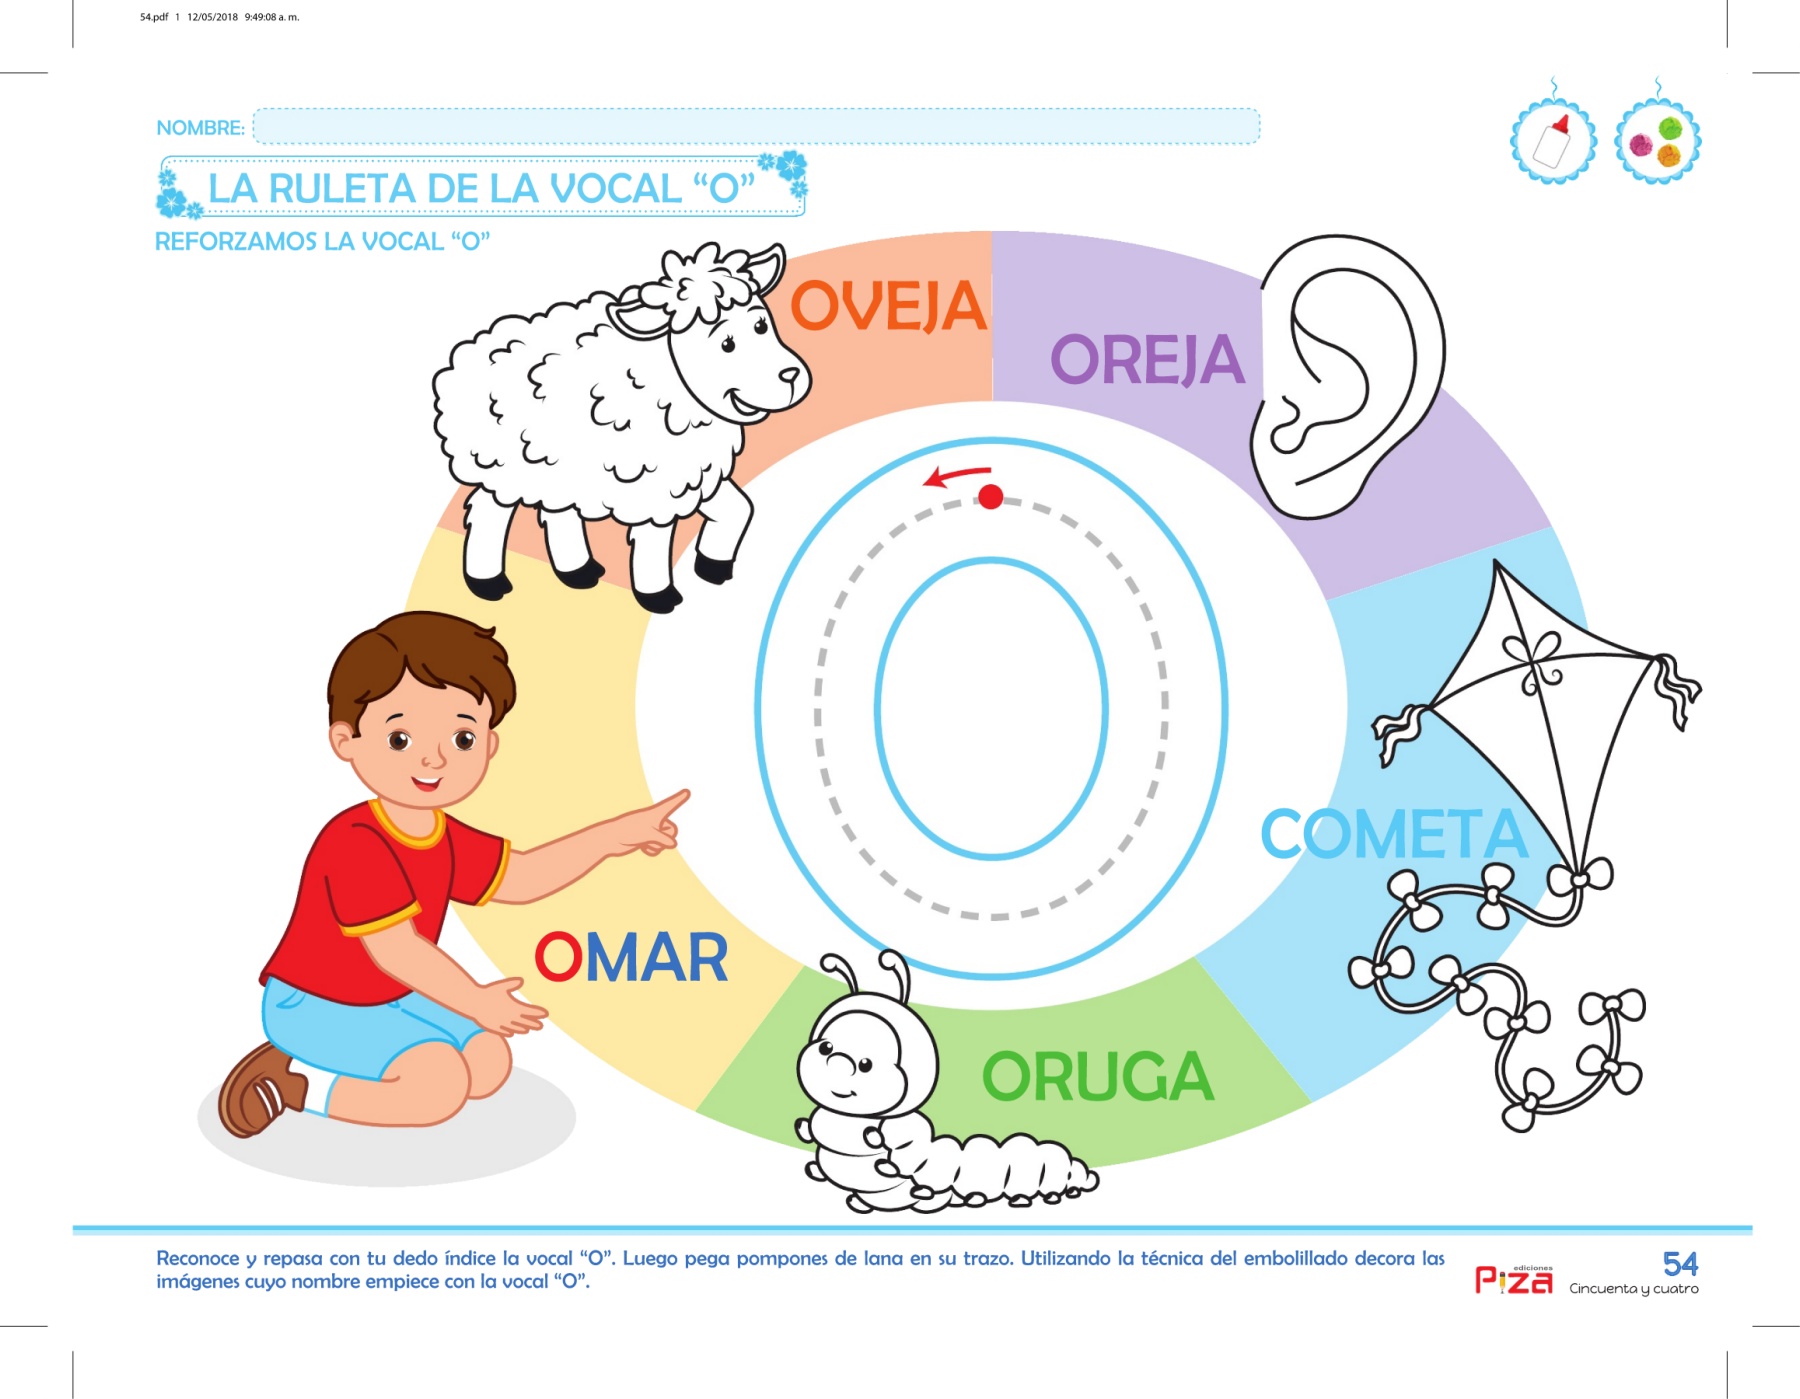 54.pdf 1 12/05/2018 9:49:08 a. m.
NOMBRE:
LA RULETA DE LA VOCAL “O”
REFORZAMOS LA VOCAL “O”
OVEJA
OREJA
COMETA
OMAR
ORUGA
Reconoce y repasa con tu dedo índice la vocal “O”. Luego pega pompones de lana en su trazo. Utilizando la técnica del embolillado decora las
imágenes cuyo nombre empiece con la vocal “O”.
ediciones
Piza
54
Cincuenta y cuatro